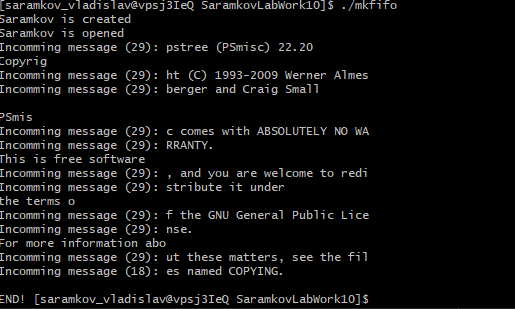 [saramkov_vladislav@vpsj3IeQ SaramkovLabWork10]$ ./mkfifo
Saramkov is created
Saramkov is opened
Incomming message (29): pstree (PSmisc) 22.20
Copyrig
Incomming message (29): ht (C) 1993-2009 Werner Almes
Incomming message (29): berger and Craig Small
PSmis
Incomming message (29): c comes with ABSOLUTELY NO WA
Incomming message (29): RRANTY.
This is free software
Incomming message (29): , and you are welcome to redi
Incomming message (29): stribute it under
the terms o
Incomming message (29): f the GNU General Public Lice
Incomming message (29): nse.
For more information abo
Incomming message (29): ut these matters, see the fil
Incomming message (18): es named COPYING.
END! [saramkov_vladislav@vpsj3IeQ SaramkovLabWork10]$